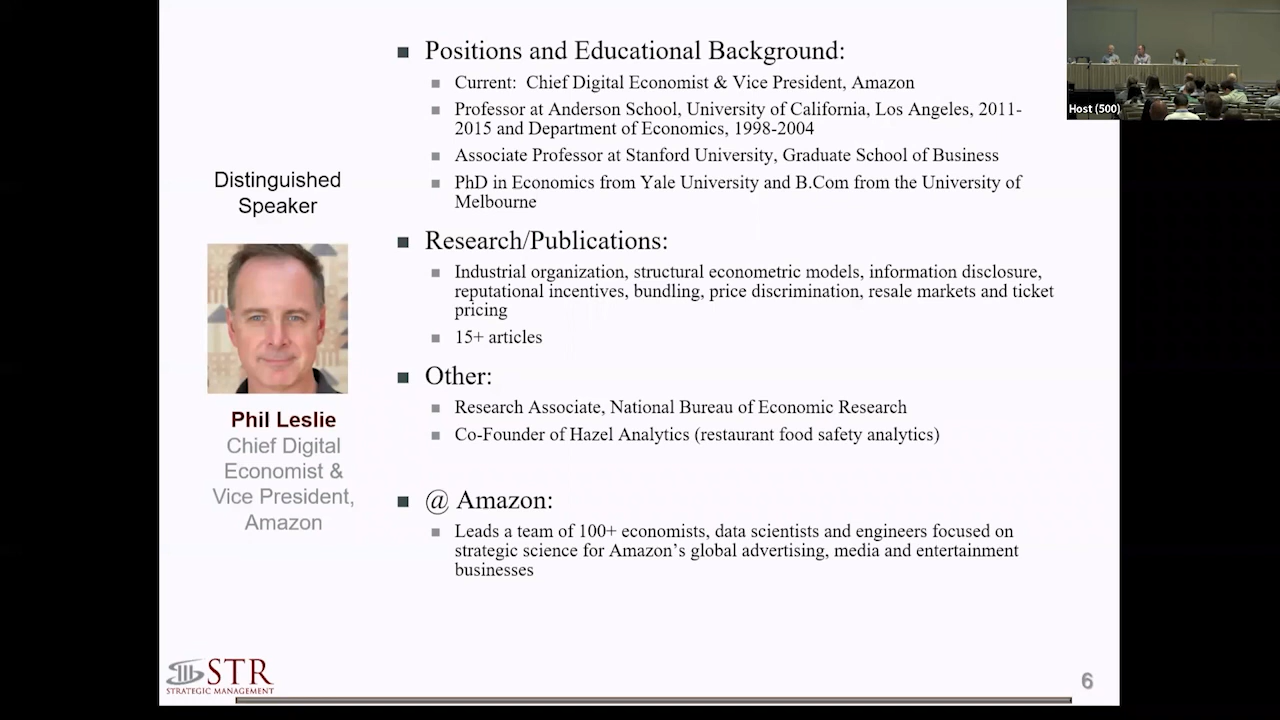 Positions and Educational Background:
Current:  Chief Digital Economist & Vice President, Amazon
Professor at Anderson School, University of California, Los Angeles, 2011-
2015 and Department of Economics, 1998-2004
Associate Professor at Stanford University, Graduate School of Business
PhD in Economics from Yale University and B.Com from the University of
Melbourne
Distinguished
Speaker
Phil Leslie
Chief Digital
Economist &
Vice President,
Amazon
Research/Publications:
Industrial organization, structural econometric models, information disclosure,
reputational incentives, bundling, price discrimination, resale markets and ticket
pricing
15+ articles
Other:
Research Associate, National Bureau of Economic Research
Co-Founder of Hazel Analytics (restaurant food safety analytics)
@ Amazon:
Leads a team of 100+ economists, data scientists and engineers focused on
strategic science for Amazon's global advertising, media and entertainment
businesses
STR
STRATEGIC MANAGEMENT
6
Host (500)